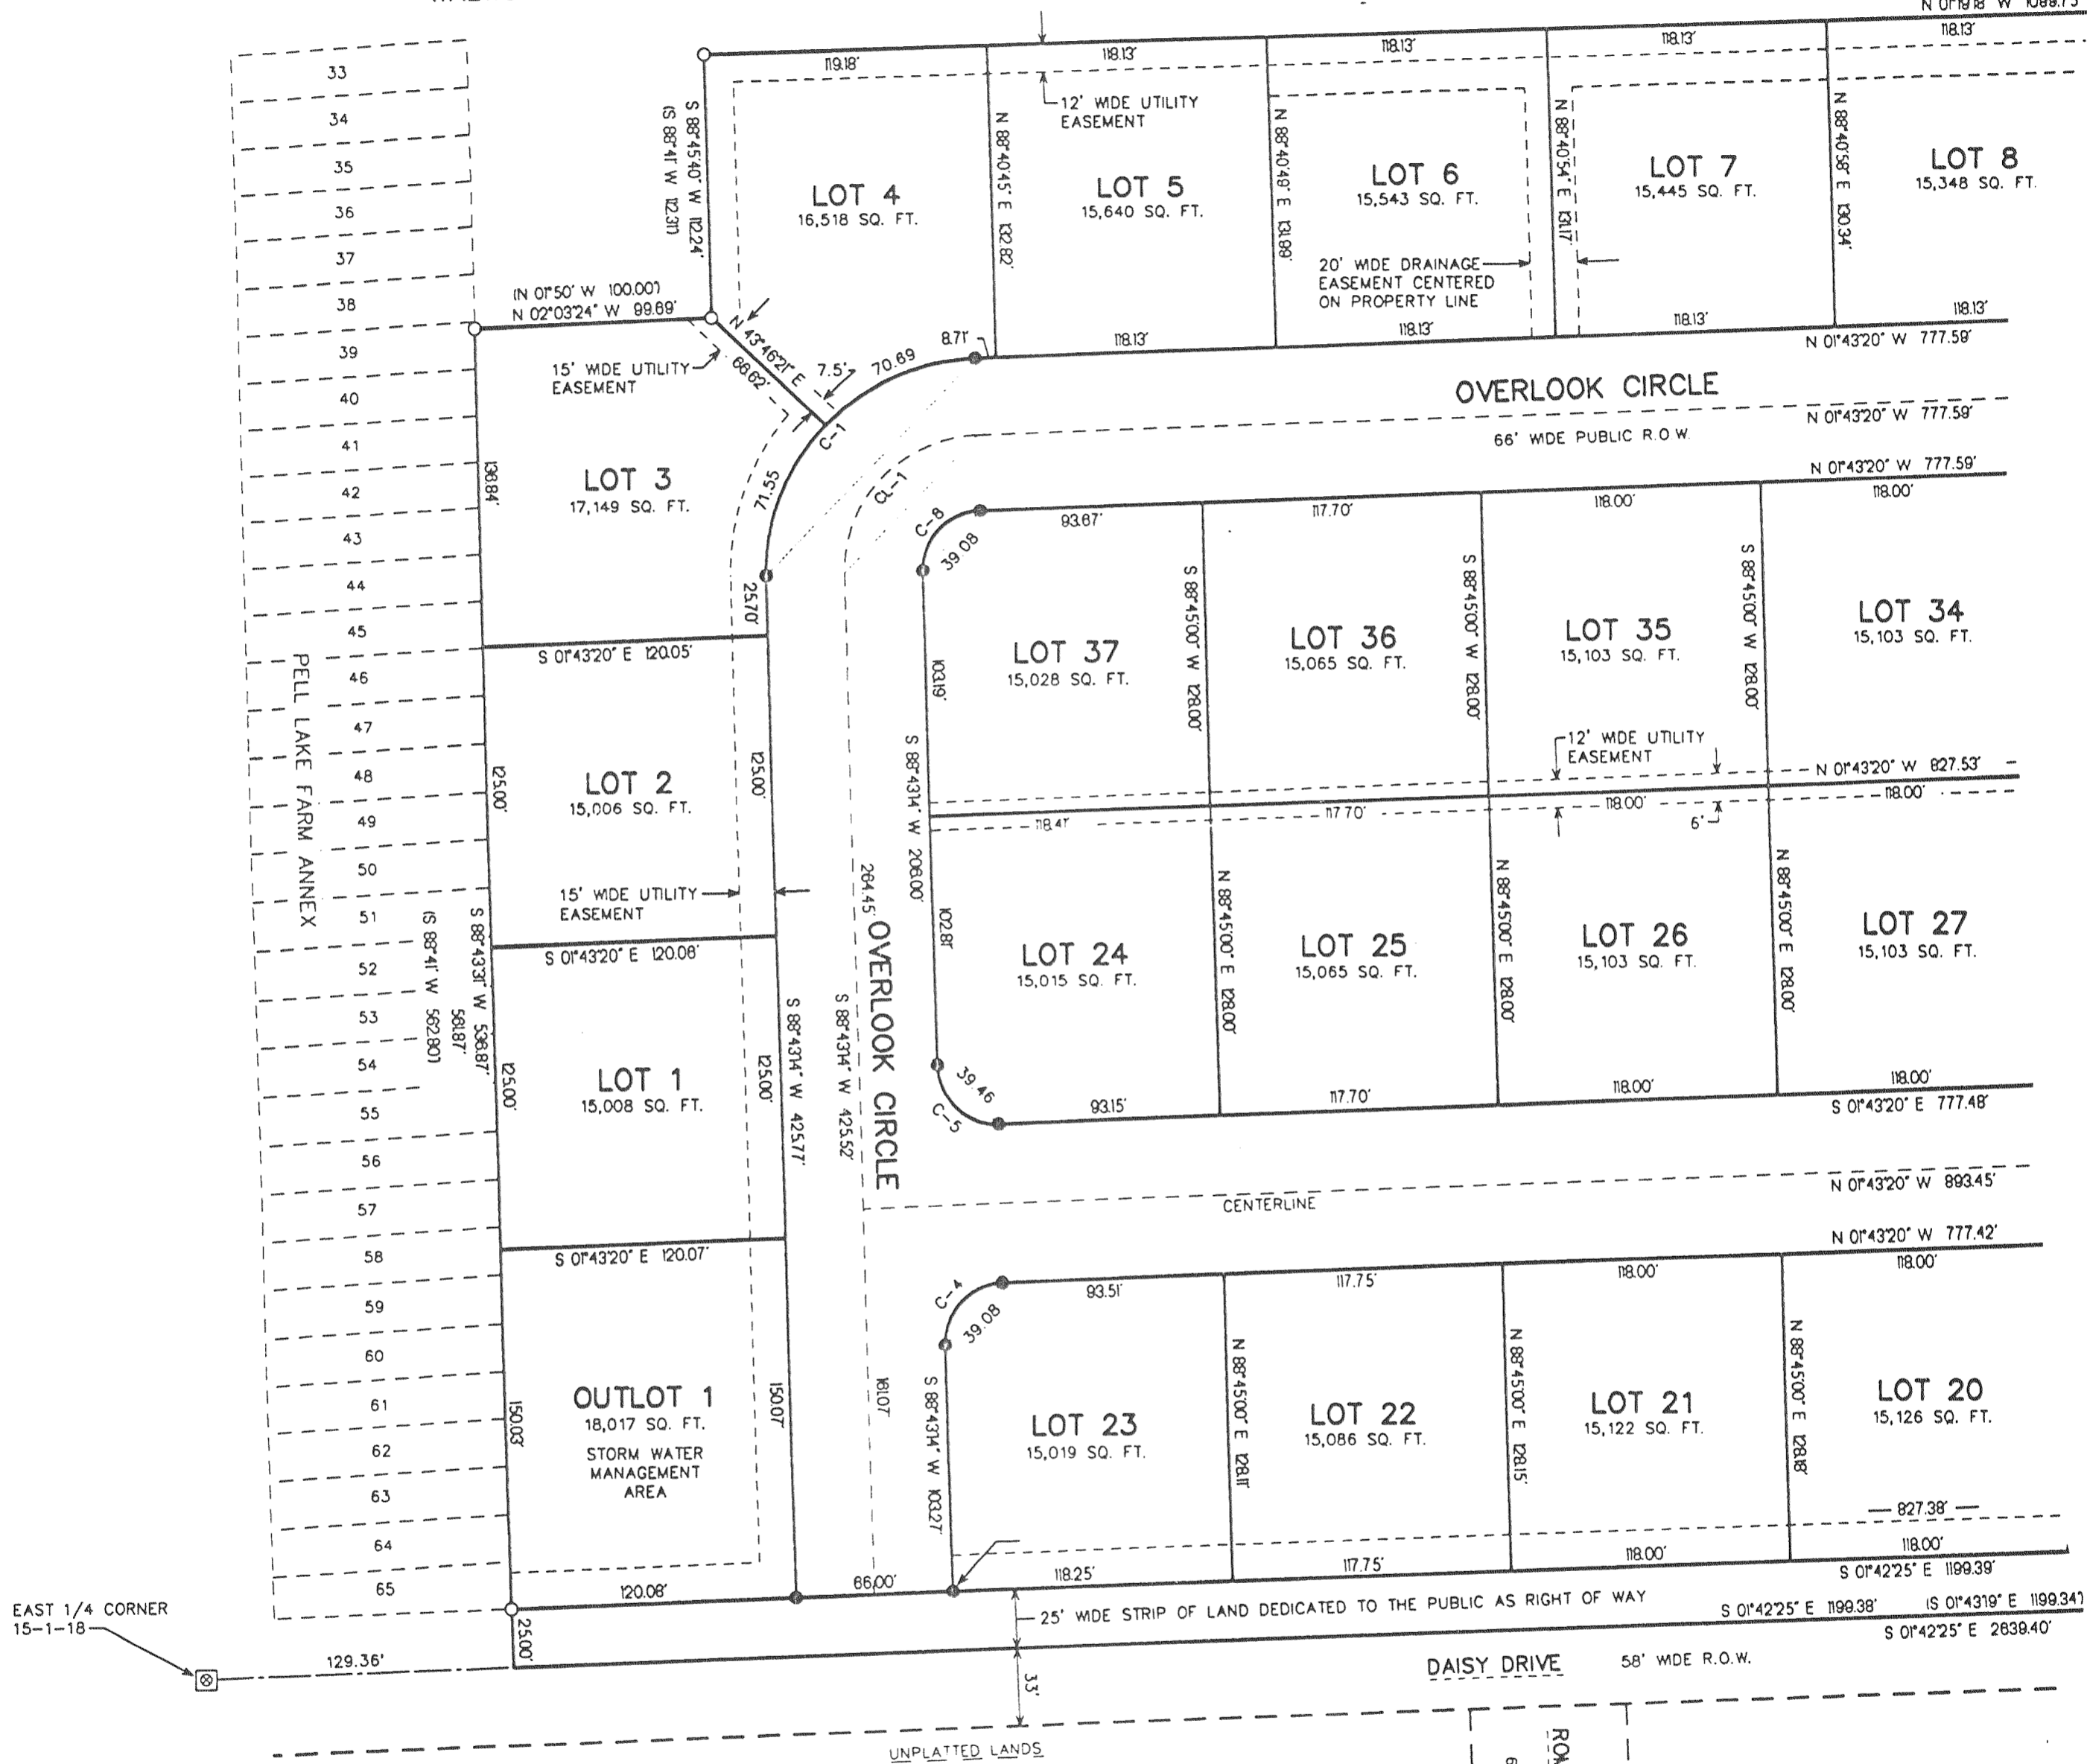 N 01°19'18" W 1088.75'
119.18'
118.13'
118.13'
118.13'
118.13'
33
34
35
36
37
38
39
40
41
42
43
44
45
46
47
48
49
50
51
52
53
54
55
56
57
58
59
60
61
62
63
64
65
PELL LAKE FARM ANNEX
S 88°45'40" W 112.24'
(S 88°41' W 112.31')
12' WIDE UTILITY
EASEMENT
LOT 4
16,518 SQ. FT.
N 88°40'45" E 132.82'
LOT 5
15,640 SQ. FT.
N 88°40'49" E 131.99'
LOT 6
15,543 SQ. FT.
N 88°40'54" E 131.17'
LOT 7
15,445 SQ. FT.
N 88°40'58" E 130.34'
LOT 8
15,348 SQ. FT.
20' WIDE DRAINAGE
EASEMENT CENTERED
ON PROPERTY LINE
(N 01°50' W 100.00')
N 02°03'24" W 99.69'
N 43°46'21" E
66.62'
7.5'
70.69
8.71'
118.13'
118.13'
118.13'
118.13'
N 01°43'20" W 777.59'
15' WIDE UTILITY
EASEMENT
C-1
71.55
OVERLOOK CIRCLE
N 01°43'20" W 777.59'
66' WIDE PUBLIC R.O.W.
CL-1
N 01°43'20" W 777.59'
136.84'
LOT 3
17,149 SQ. FT.
25.70'
S 01°43'20" E 120.05'
C-8
39.08
93.67'
117.70'
118.00'
118.00'
103.19'
LOT 37
15,028 SQ. FT.
S 88°45'00" W 128.00'
LOT 36
15,065 SQ. FT.
S 88°45'00" W 128.00'
LOT 35
15,103 SQ. FT.
S 88°45'00" W 128.00'
LOT 34
15,103 SQ. FT.
12' WIDE UTILITY
EASEMENT
N 01°43'20" W 827.53'
118.41'
117.70'
118.00'
118.00'
6'
125.00'
LOT 2
15,006 SQ. FT.
125.00'
S 88°43'14" W 206.00'
15' WIDE UTILITY
EASEMENT
S 01°43'20" E 120.06'
264.45'
OVERLOOK CIRCLE
S 88°43'14" W 425.52'
102.81'
LOT 24
15,015 SQ. FT.
N 88°45'00" E 128.00'
LOT 25
15,065 SQ. FT.
N 88°45'00" E 128.00'
LOT 26
15,103 SQ. FT.
N 88°45'00" E 128.00'
LOT 27
15,103 SQ. FT.
S 88°43'31" W 536.87'
561.87'
(S 88°41' W 562.80')
125.00'
LOT 1
15,008 SQ. FT.
125.00'
S 88°43'14" W 425.77'
39.46
C-5
93.15'
117.70'
118.00'
118.00'
S 01°43'20" E 777.48'
CENTERLINE
N 01°43'20" W 893.45'
S 01°43'20" E 120.07'
N 01°43'20" W 777.42'
C-4
39.08
93.51'
117.75'
118.00'
118.00'
150.03'
OUTLOT 1
18,017 SQ. FT.
STORM WATER
MANAGEMENT
AREA
150.07'
161.07'
S 88°43'14" W 103.27'
LOT 23
15,019 SQ. FT.
N 88°45'00" E 128.11'
LOT 22
15,086 SQ. FT.
N 88°45'00" E 128.15'
LOT 21
15,122 SQ. FT.
N 88°45'00" E 128.18'
LOT 20
15,126 SQ. FT.
827.38'
120.08'
66.00'
118.25'
117.75'
118.00'
118.00'
S 01°42'25" E 1199.39'
25' WIDE STRIP OF LAND DEDICATED TO THE PUBLIC AS RIGHT OF WAY
S 01°42'25" E 1199.38'
(S 01°43'19" E 1199.34')
S 01°42'25" E 2639.40'
EAST 1/4 CORNER
15-1-18
129.36'
25.00'
33'
DAISY DRIVE
58' WIDE R.O.W.
UNPLATTED LANDS